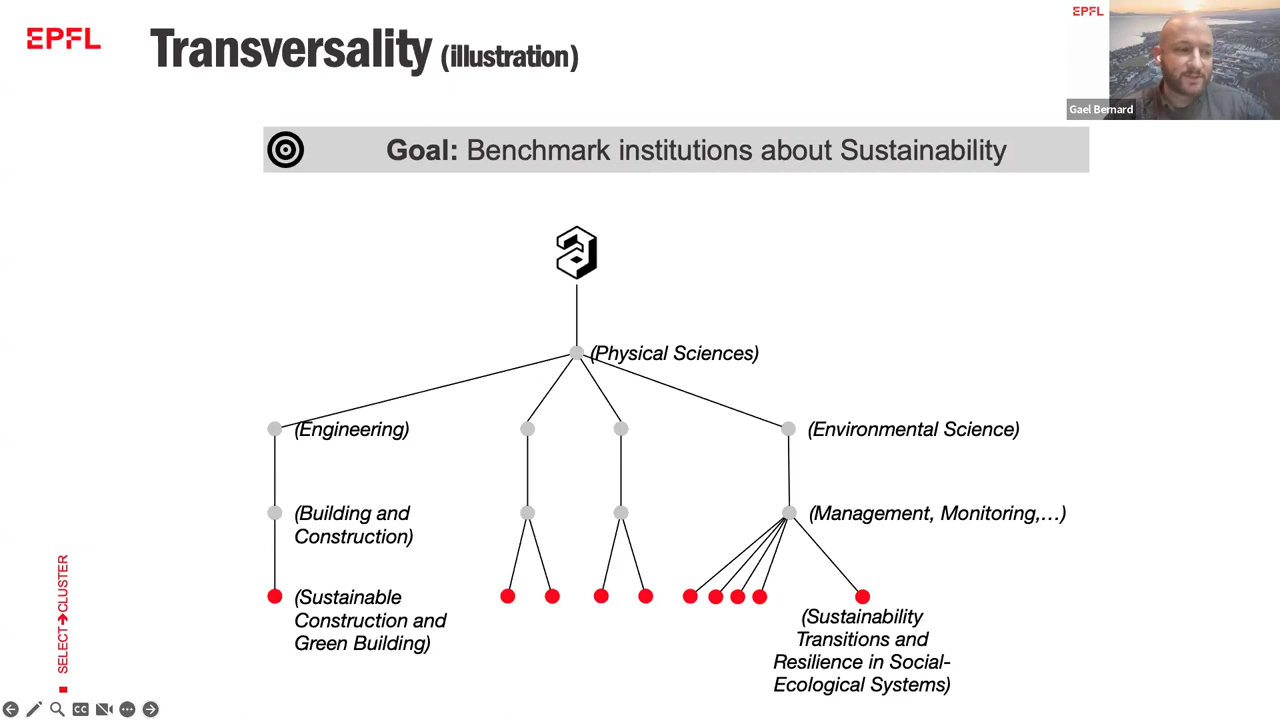 EPFL
Transversality (illustration)
EPFL
Gael Bernard
Goal: Benchmark institutions about Sustainability
(Physical Sciences)
(Engineering)
(Environmental Science)
(Building and
Construction)
(Management, Monitoring,…)
(Sustainable
Construction and
Green Building)
(Sustainability
Transitions and
Resilience in Social-
Ecological Systems)
SELECT➔CLUSTER
CC